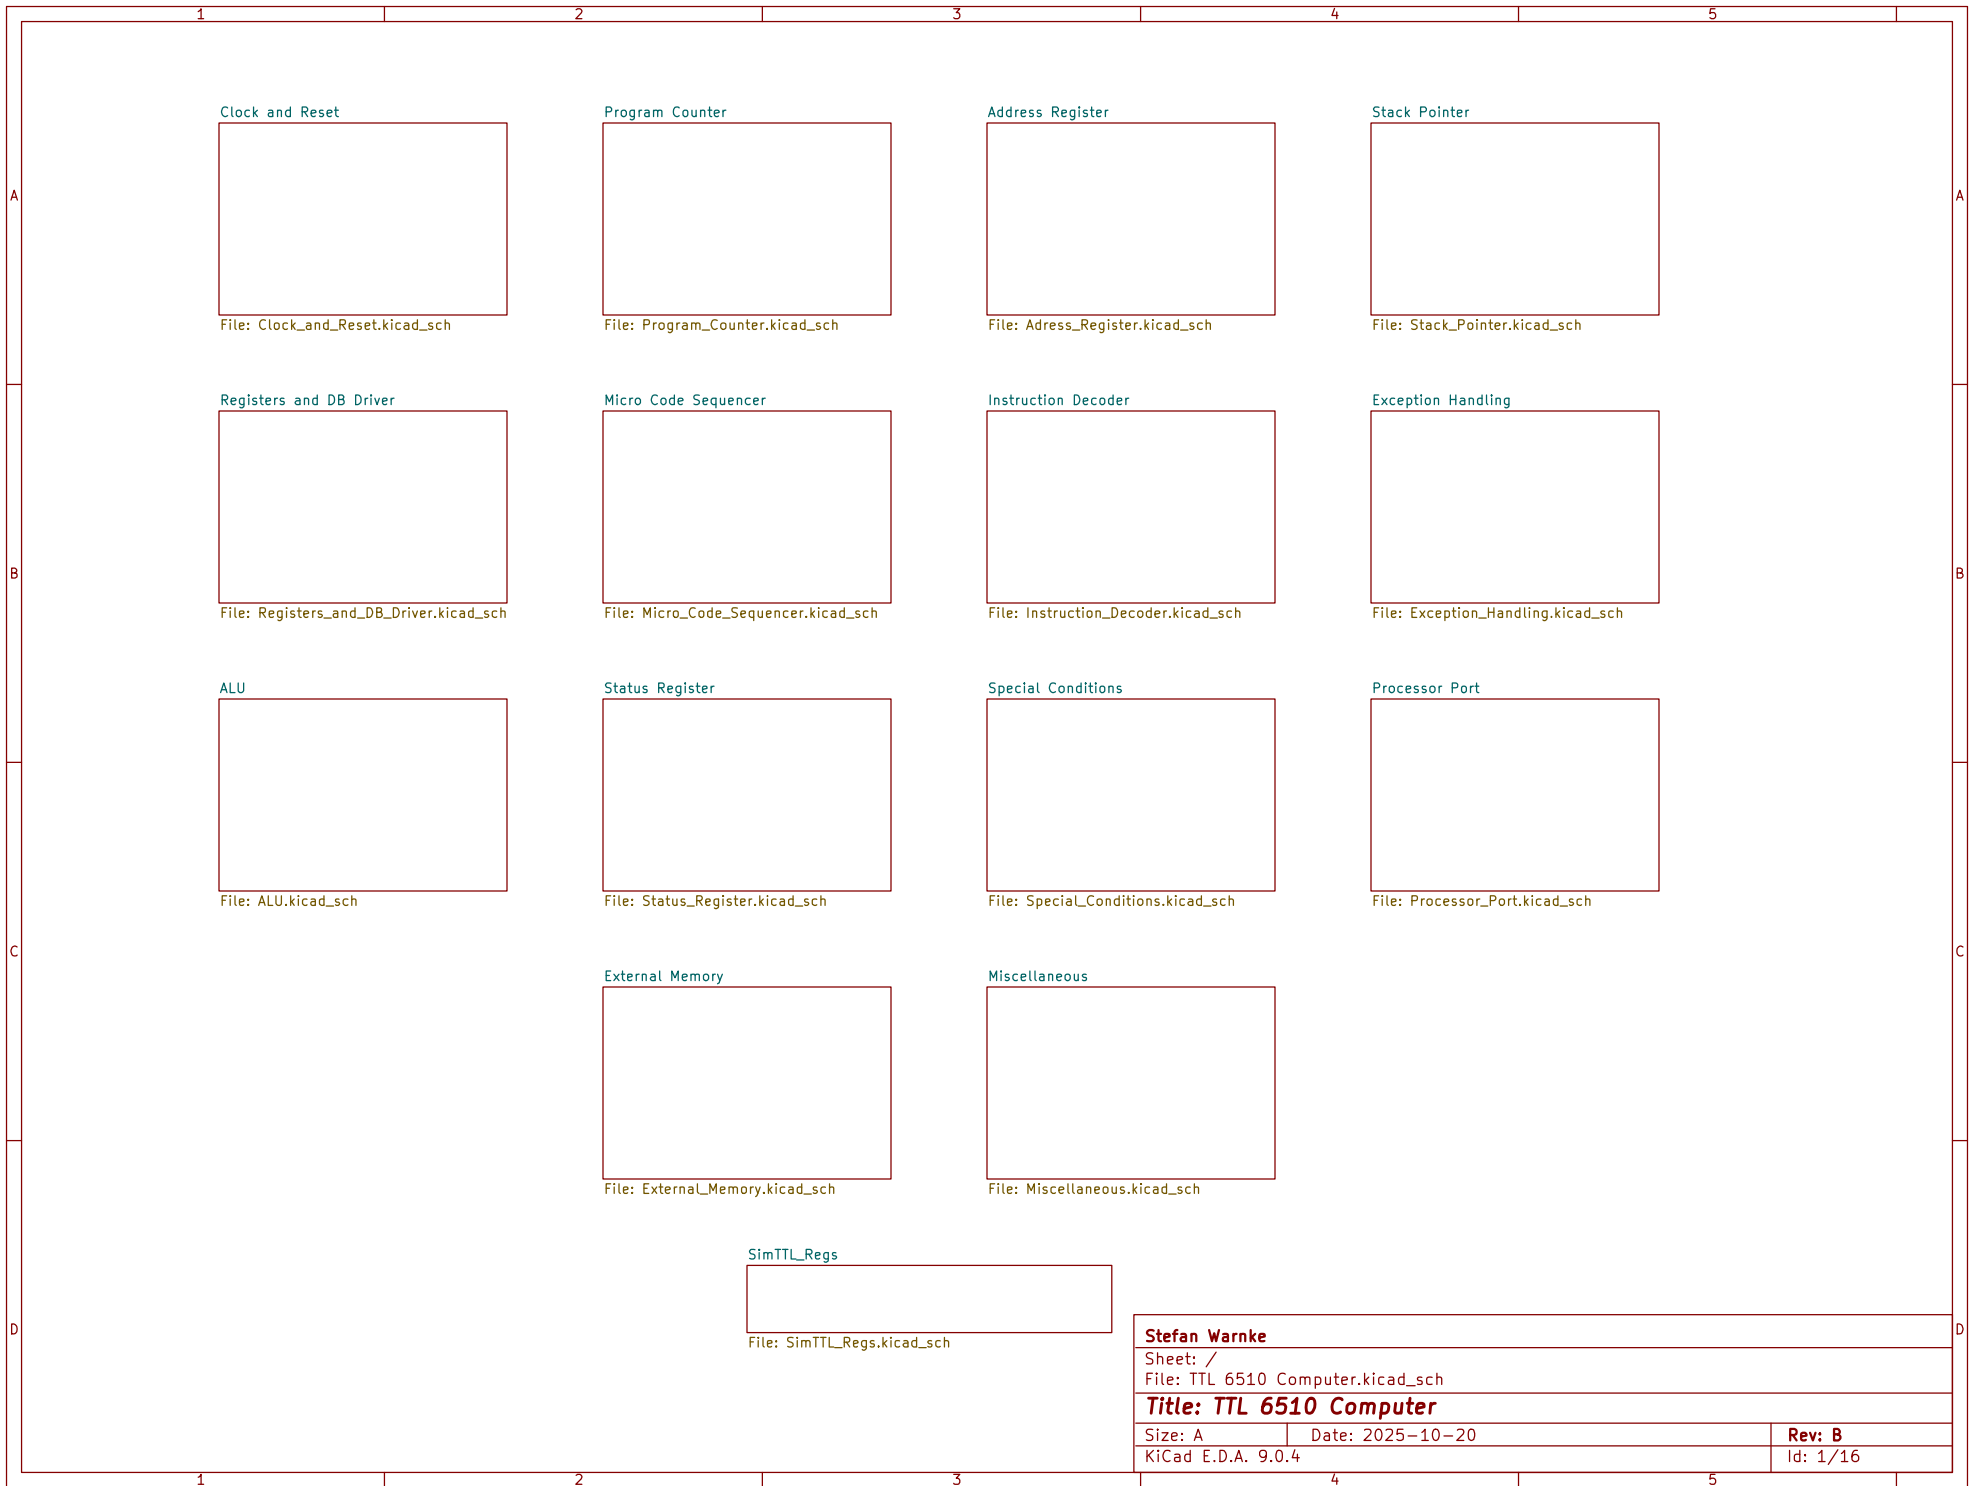 1 2 3 4 5
Clock and Reset Program Counter Address Register Stack Pointer
A A
File: Clock_and_Reset.kicad_sch File: Program_Counter.kicad_sch File: Adress_Register.kicad_sch File: Stack_Pointer.kicad_sch
Registers and DB Driver Micro Code Sequencer Instruction Decoder Exception Handling
B B
File: Registers_and_DB_Driver.kicad_sch File: Micro_Code_Sequencer.kicad_sch File: Instruction_Decoder.kicad_sch File: Exception_Handling.kicad_sch
ALU Status Register Special Conditions Processor Port
File: ALU.kicad_sch File: Status_Register.kicad_sch File: Special_Conditions.kicad_sch File: Processor_Port.kicad_sch
C C
External Memory Miscellaneous
File: External_Memory.kicad_sch File: Miscellaneous.kicad_sch
SimTTL_Regs
D D
File: SimTTL_Regs.kicad_sch
Stefan Warnke
Sheet: /
File: TTL 6510 Computer.kicad_sch
Title: TTL 6510 Computer
Size: A Date: 2025-10-20 Rev: B
KiCad E.D.A. 9.0.4 Id: 1/16
1 2 3 4 5